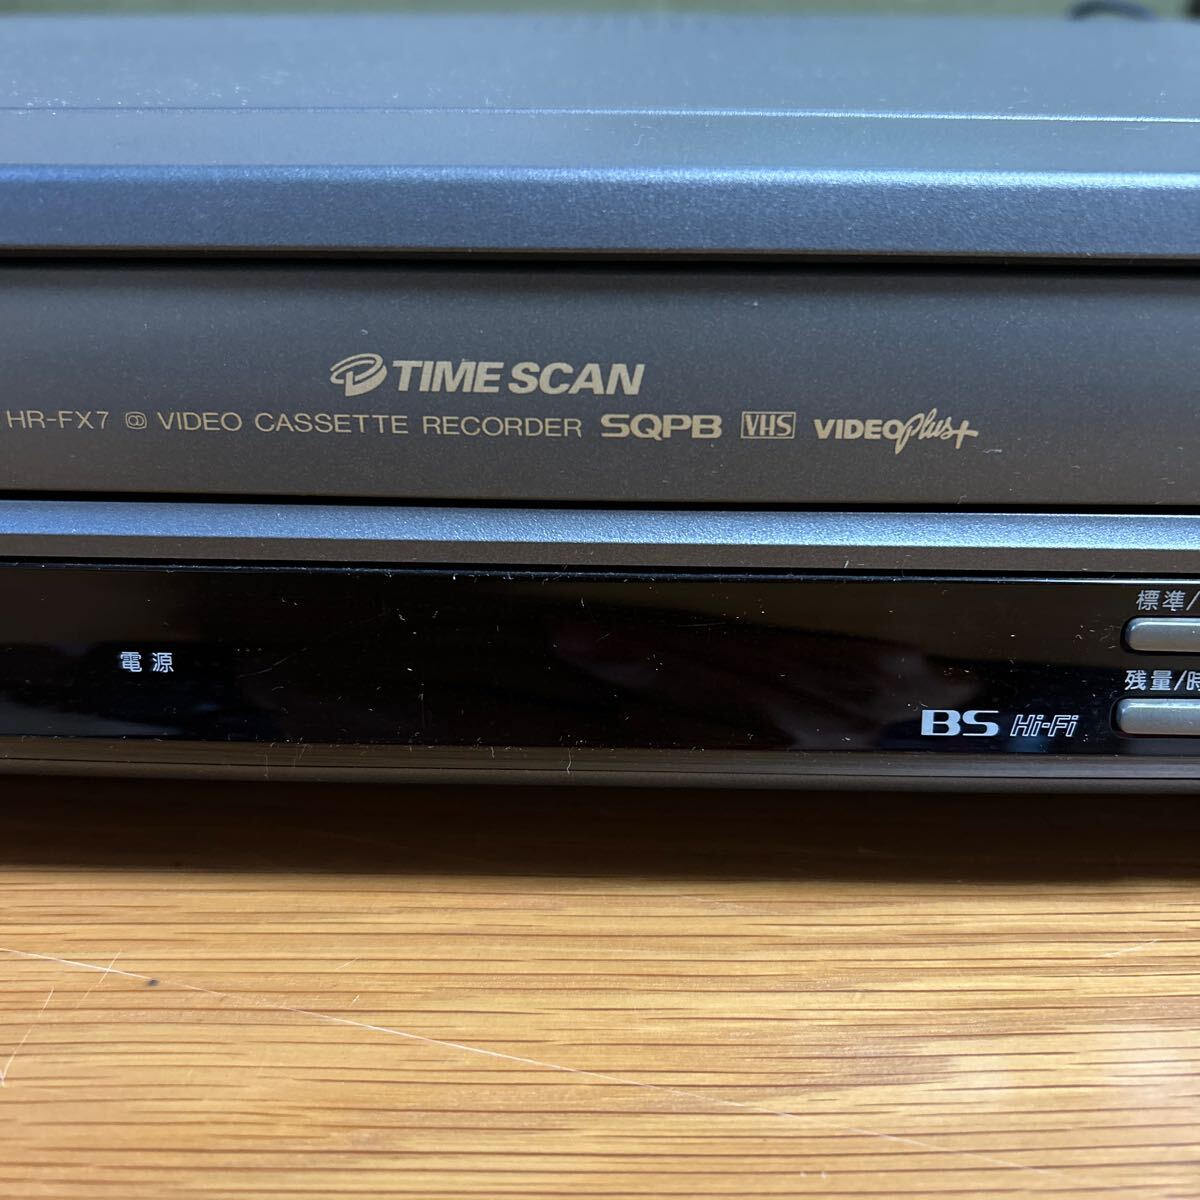 TIME SCAN
HR-FX7 VIDEO CASSETTE RECORDER SQPB VHS VIDEO Plus+
標準/
電源
残量/時
BS Hi-Fi